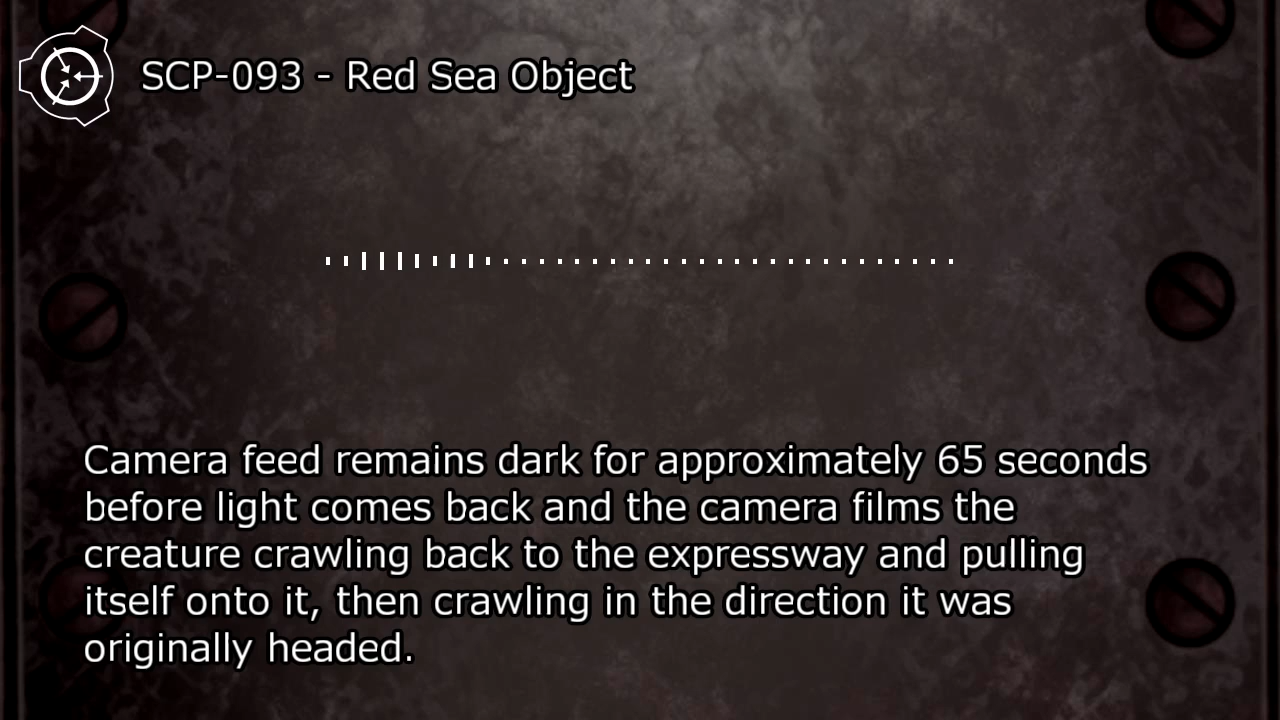 SCP-093 - Red Sea Object
Camera feed remains dark for approximately 65 seconds
before light comes back and the camera films the
creature crawling back to the expressway and pulling
itself onto it, then crawling in the direction it was
originally headed.